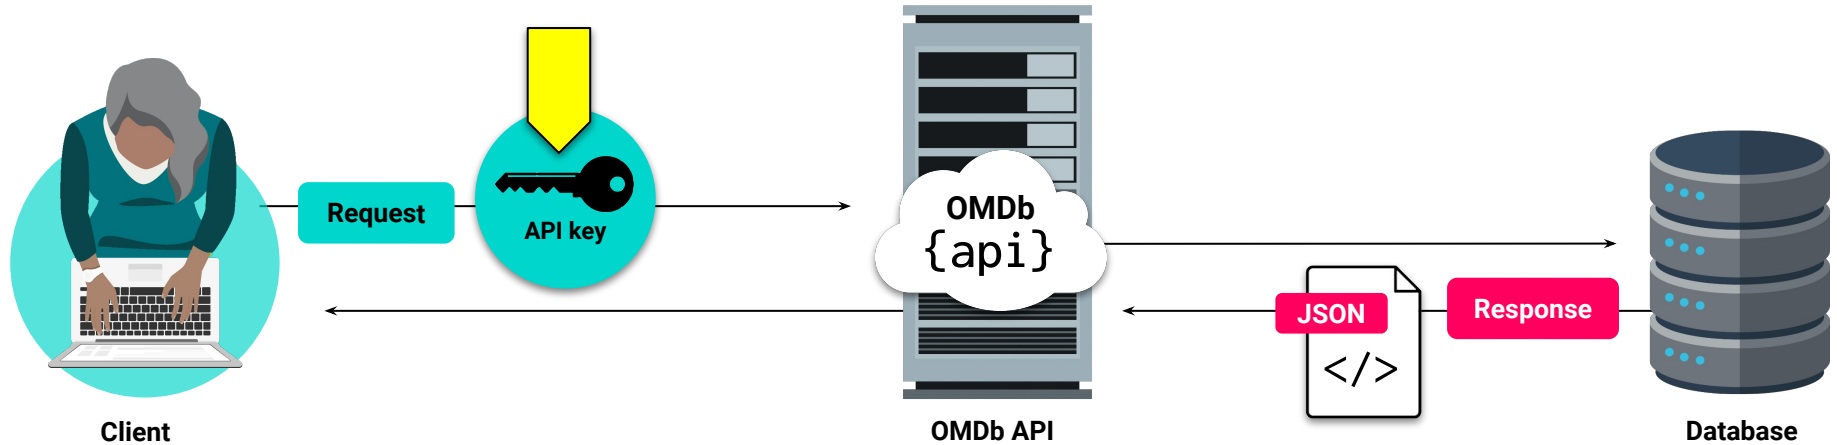 Request
API key
OMDb
{api}
JSON
</>
Response
Client
OMDb API
Database